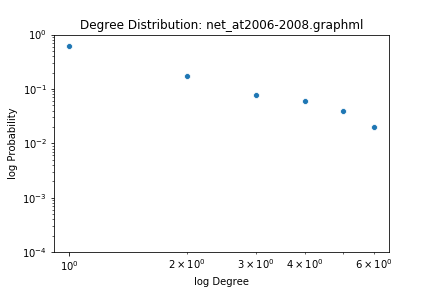 Degree Distribution: net_at2006-2008.graphml
10⁰
10⁻¹
10⁻²
10⁻³
10⁻⁴
log Probability
10⁰ 2 × 10⁰ 3 × 10⁰ 4 × 10⁰ 6 × 10⁰
log Degree